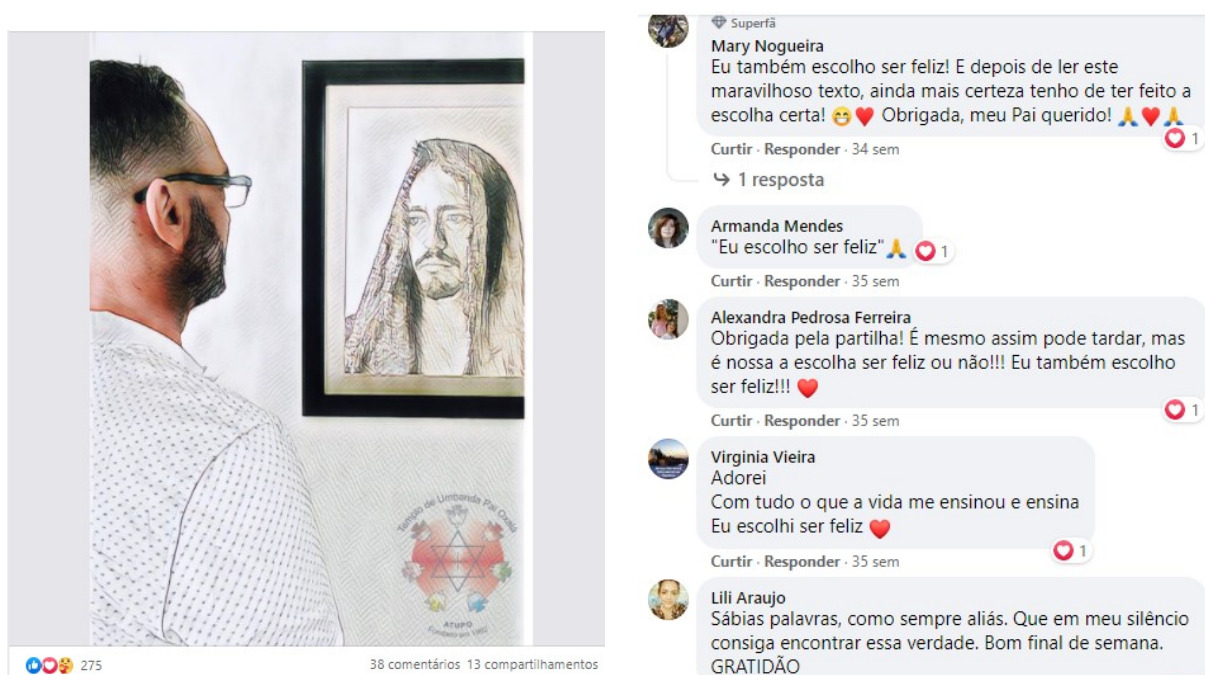 Templo de Umbanda Pai Oxalá
ATUPO
Fundado em 1992
275
38 comentários 13 compartilhamentos
Superfã
Mary Nogueira
Eu também escolho ser feliz! E depois de ler este
maravilhoso texto, ainda mais certeza tenho de ter feito a
escolha certa! 😁❤️ Obrigada, meu Pai querido! 🙏❤️🙏
1
Curtir · Responder · 34 sem
1 resposta
Armanda Mendes
"Eu escolho ser feliz"🙏
1
Curtir · Responder · 35 sem
Alexandra Pedrosa Ferreira
Obrigada pela partilha! É mesmo assim pode tardar, mas
é nossa a escolha ser feliz ou não!!! Eu também escolho
ser feliz!!! ❤️
1
Curtir · Responder · 35 sem
Virginia Vieira
Adorei
Com tudo o que a vida me ensinou e ensina
Eu escolhi ser feliz ❤️
1
Curtir · Responder · 35 sem
Lili Araujo
Sábias palavras, como sempre aliás. Que em meu silêncio
consiga encontrar essa verdade. Bom final de semana.
GRATIDÃO